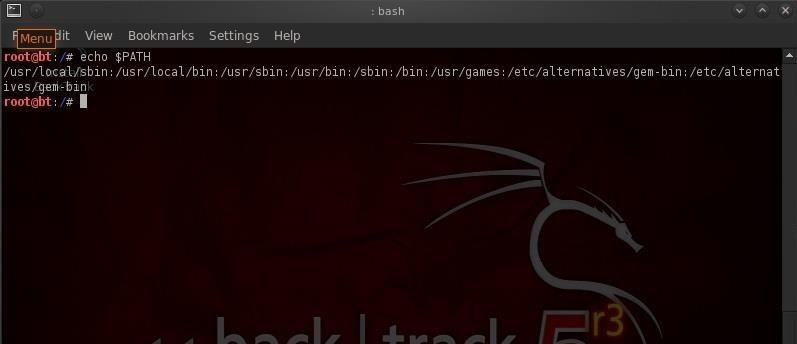 : bash
Edit View Bookmarks Settings Help
Menu
root@bt:/# echo $PATH
/usr/local/sbin:/usr/local/bin:/usr/sbin:/usr/bin:/sbin:/bin:/usr/games:/etc/alternatives/gem-bin:/etc/alternat
ives/gem-bin
root@bt:/#
<< back | track 5 r3